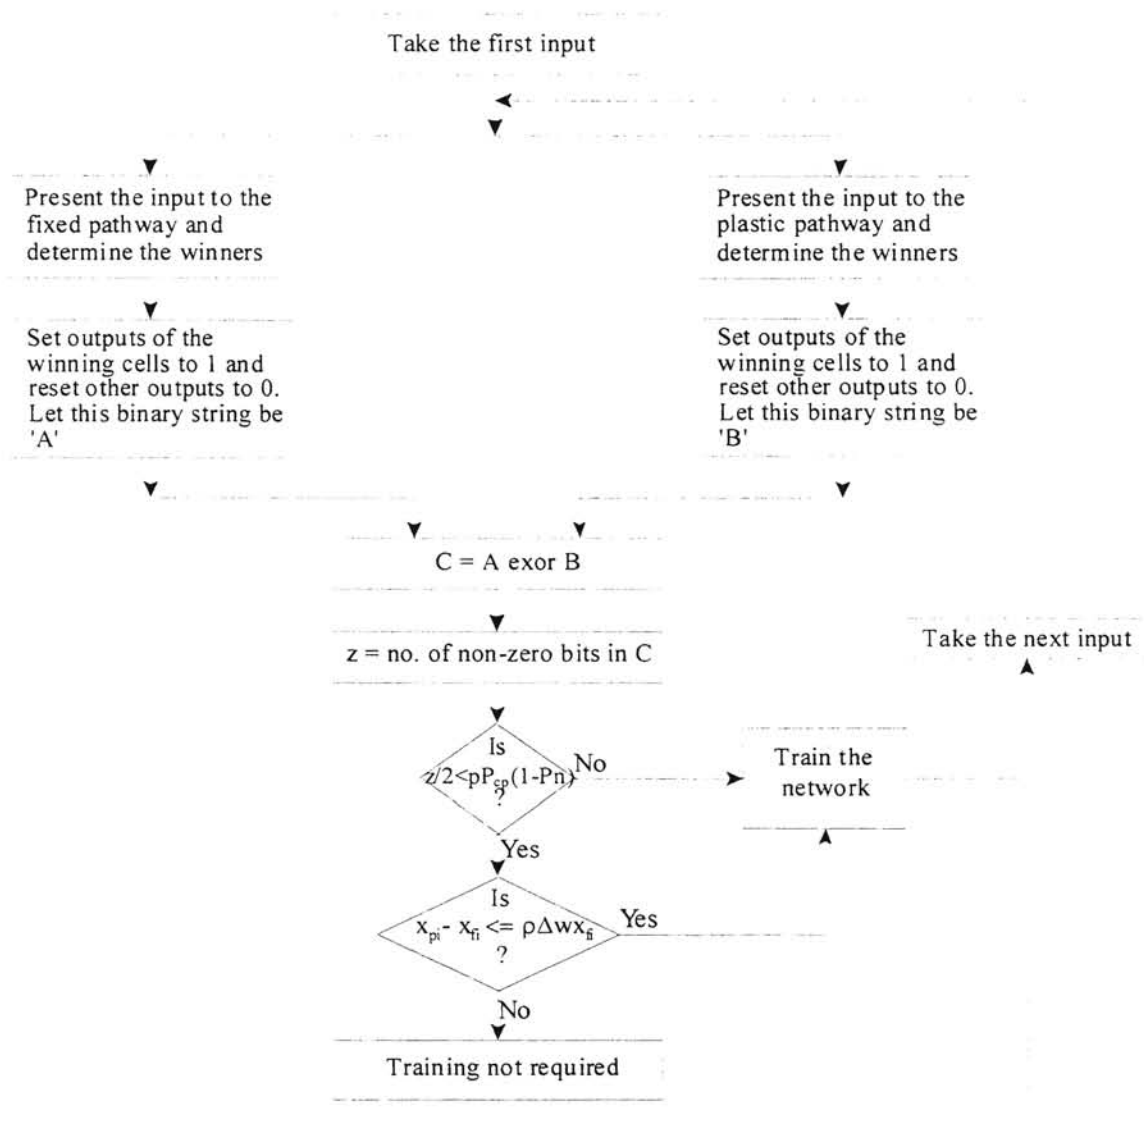 Take the first input
Present the input to the
fixed pathway and
determine the winners
Set outputs of the
winning cells to 1 and
reset other outputs to 0.
Let this binary string be
'A'
Present the input to the
plastic pathway and
determine the winners
Set outputs of the
winning cells to 1 and
reset other outputs to 0.
Let this binary string be
'B'
C = A exor B
z = no. of non-zero bits in C
Is
z/2<pP_cp(1-Pn)
?
No
Train the
network
Take the next input
Yes
Is
x_pi- x_fi <= ρΔwx_fi
?
Yes
No
Training not required